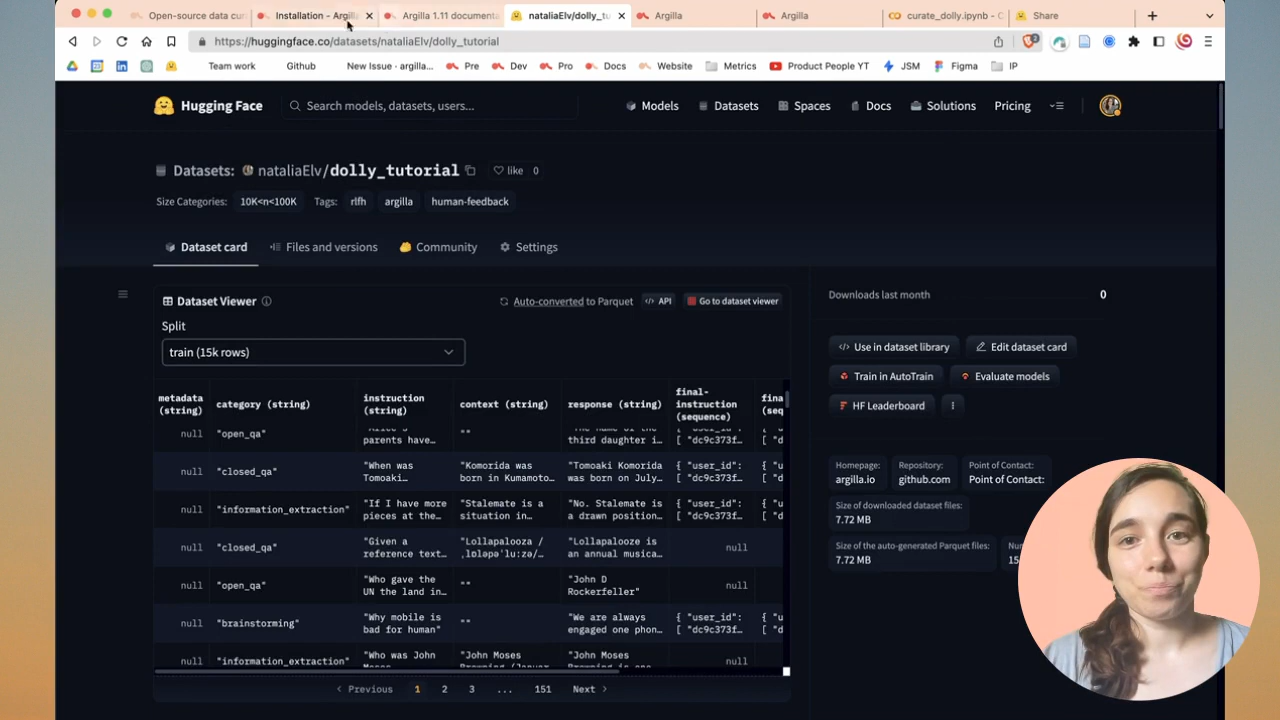 Open-source data cur
Installation - Argilla
Argilla 1.11 documenta
nataliaElv/dolly_tu
Argilla
Argilla
curate_dolly.ipynb - C
Share
https://huggingface.co/datasets/nataliaElv/dolly_tutorial
Team work
Github
New Issue · argilla...
Pre
Dev
Pro
Docs
Website
Metrics
Product People YT
JSM
Figma
IP
Hugging Face
Search models, datasets, users...
Models
Datasets
Spaces
Docs
Solutions
Pricing
Datasets: nataliaElv/dolly_tutorial
like 0
Size Categories: 10K<n<100K Tags: rlfh argilla human-feedback
Dataset card
Files and versions
Community
Settings
Dataset Viewer
Auto-converted to Parquet
API
Go to dataset viewer
Split
train (15k rows)
metadata (string)
category (string)
instruction (string)
context (string)
response (string)
final-instruction (sequence)
null "open_qa" parents have… "" third daughter i… "dc9c373f…
null "closed_qa" "When was Tomoaki… "Komorida was born in Kumamoto… "Tomoaki Komorida was born on July… { "user_id": [ "dc9c373f…
null "information_extraction" "If I have more pieces at the… "Stalemate is a situation in… "No. Stalemate is a drawn position… { "user_id": [ "dc9c373f…
null "closed_qa" "Given a reference text… "Lollapalooza / ˌlɒləpəˈluːzə/… "Lollapalooze is an annual musica… null
null "open_qa" "Who gave the UN the land in… "" "John D Rockerfeller" null
null "brainstorming" "Why mobile is bad for human" "" "We are always engaged one phon… { "user_id": [ "dc9c373f…
null "information_extraction" "Who was John "John Moses "John Moses null
Previous 1 2 3 ... 151 Next
Downloads last month
0
Use in dataset library
Edit dataset card
Train in AutoTrain
Evaluate models
HF Leaderboard
Homepage:
argilla.io
Repository:
github.com
Point of Contact:
Point of Contact:
Size of downloaded dataset files:
7.72 MB
Size of the auto-generated Parquet files:
7.72 MB